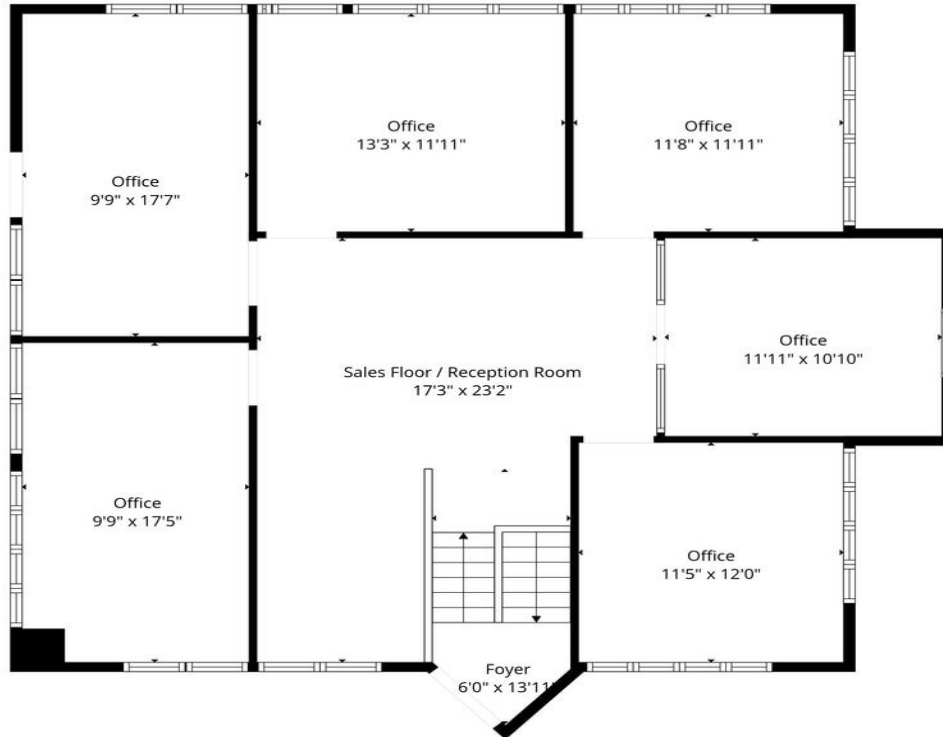 Office
13'3" x 11'11"
Office
11'8" x 11'11"
Office
9'9" x 17'7"
Office
11'11" x 10'10"
Sales Floor / Reception Room
17'3" x 23'2"
Office
9'9" x 17'5"
Office
11'5" x 12'0"
Foyer
6'0" x 13'11"